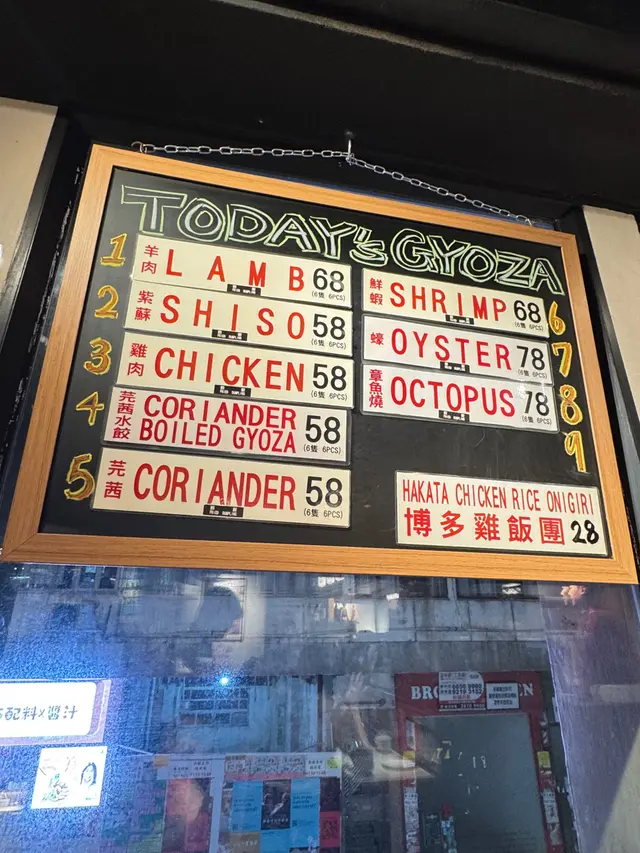 TODAY'S GYOZA
1
羊肉 LAMB 68
(6隻 6PCS)
2
紫蘇 SHISO 58
(6隻 6PCS)
3
雞肉 CHICKEN 58
(6隻 6PCS)
4
芫茜水餃 CORIANDER
BOILED GYOZA 58
(6隻 6PCS)
5
芫茜 CORIANDER 58
(6隻 6PCS)
鮮蝦 SHRIMP 68
(6隻 6PCS)
6
蠔 OYSTER 78
(6隻 6PCS)
7
章魚燒 OCTOPUS 78
(6隻 6PCS)
8
9
HAKATA CHICKEN RICE ONIGIRI
博多雞飯團 28